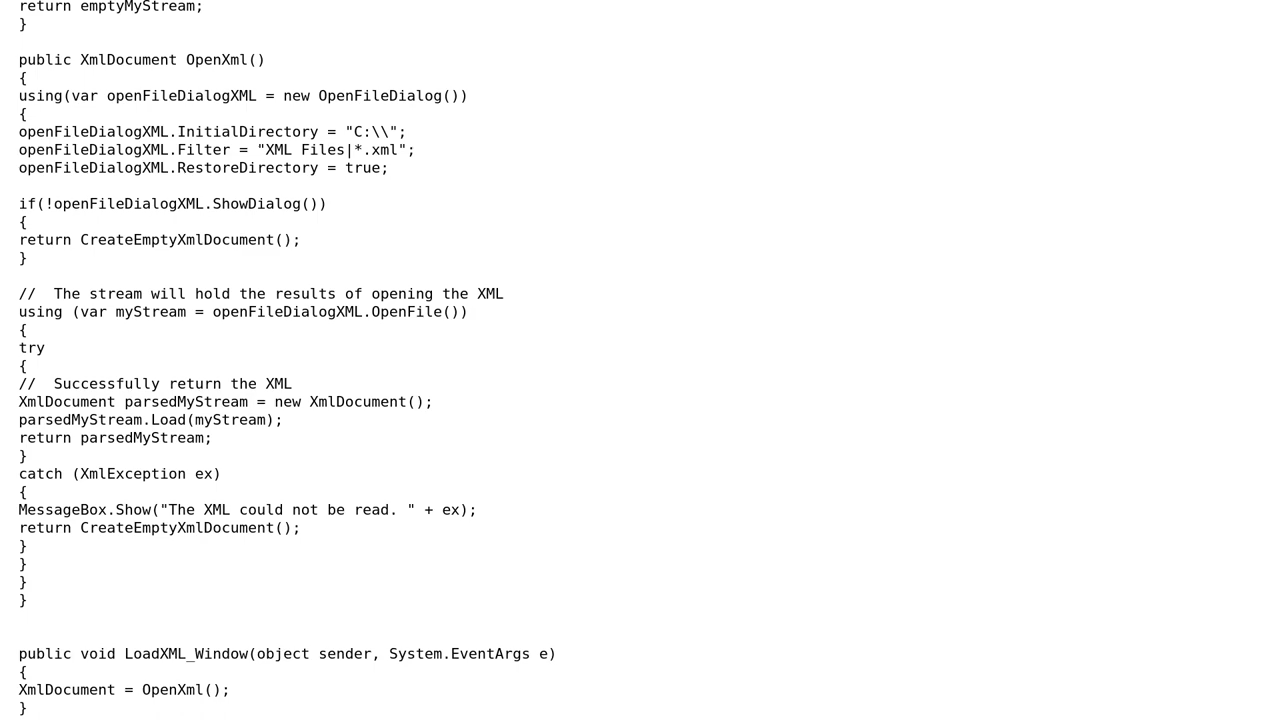 return emptyMyStream;
}
public XmlDocument OpenXml()
{
using(var openFileDialogXML = new OpenFileDialog())
{
openFileDialogXML.InitialDirectory = "C:\\";
openFileDialogXML.Filter = "XML Files|*.xml";
openFileDialogXML.RestoreDirectory = true;
if(!openFileDialogXML.ShowDialog())
{
return CreateEmptyXmlDocument();
}
//  The stream will hold the results of opening the XML
using (var myStream = openFileDialogXML.OpenFile())
{
try
{
//  Successfully return the XML
XmlDocument parsedMyStream = new XmlDocument();
parsedMyStream.Load(myStream);
return parsedMyStream;
}
catch (XmlException ex)
{
MessageBox.Show("The XML could not be read. " + ex);
return CreateEmptyXmlDocument();
}
}
}
}
public void LoadXML_Window(object sender, System.EventArgs e)
{
XmlDocument = OpenXml();
}